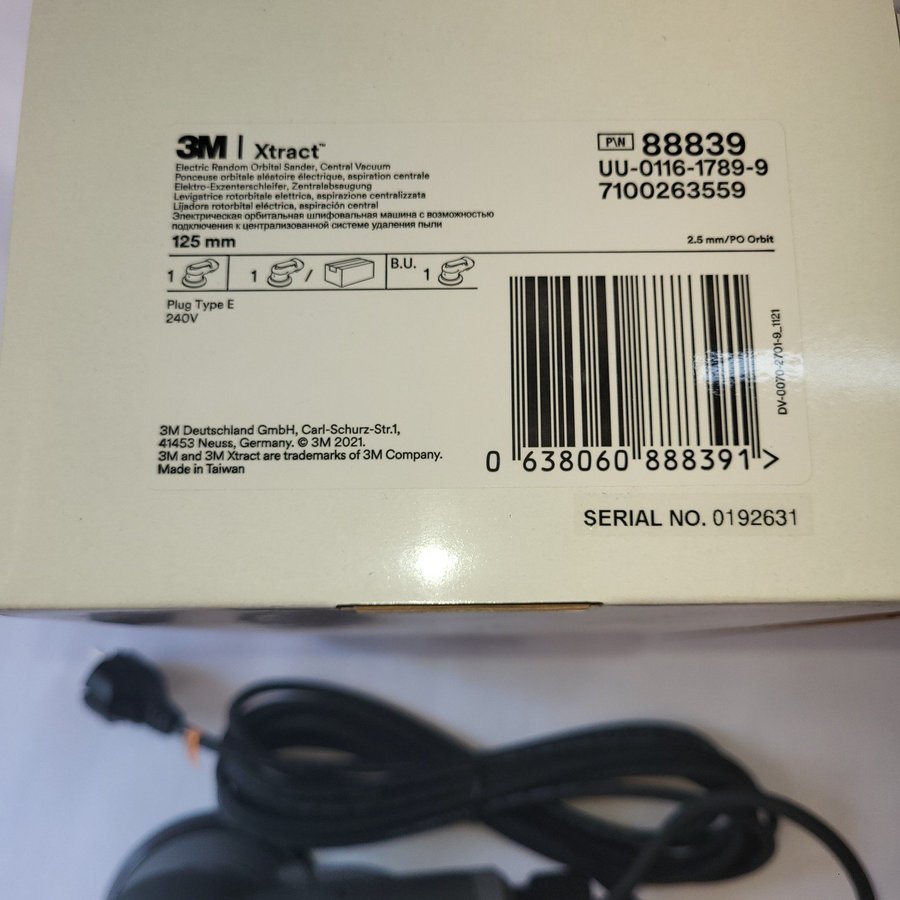 3M | Xtract™
Electric Random Orbital Sander, Central Vacuum
Ponceuse orbitale aléatoire électrique, aspiration centrale
Elektro-Exzenterschleifer, Zentralabsaugung
Levigatrice rotorbitale elettrica, aspirazione centralizzata
Lijadora rotorbital eléctrica, aspiración central
Электрическая орбитальная шлифовальная машина с возможностью
подключения к централизованной системе удаления пыли
125 mm
P\N 88839
UU-0116-1789-9
7100263559
2.5 mm/PO Orbit
1 1 / B.U. 1
Plug Type E
240V
3M Deutschland GmbH, Carl-Schurz-Str.1,
41453 Neuss, Germany. © 3M 2021.
3M and 3M Xtract are trademarks of 3M Company.
Made in Taiwan
0 638060 888391 >
DV-0070-2701-9_1121
SERIAL NO. 0192631